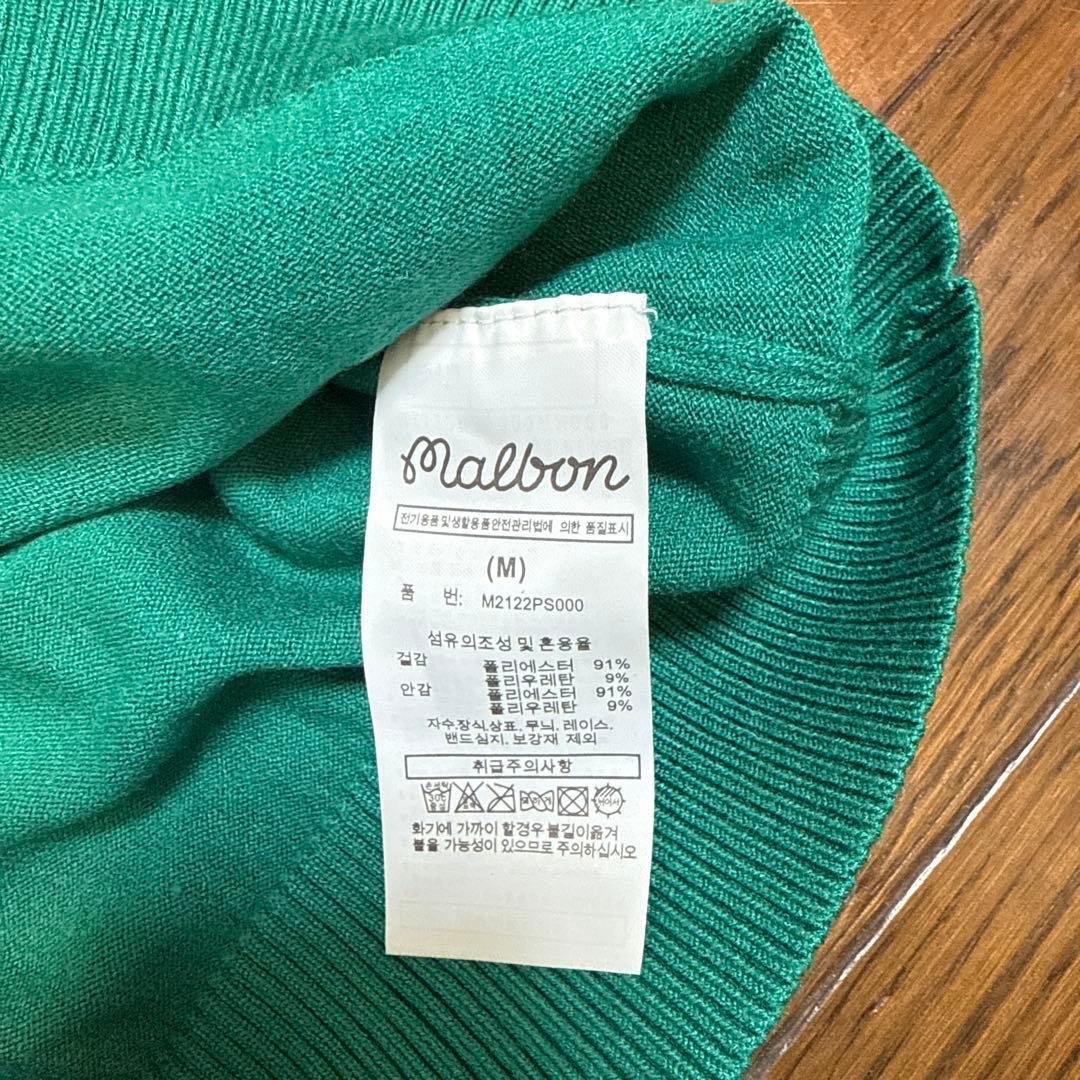 Malbon
전기용품및생활용품안전관리법에 의한 품질표시
(M)
품 번: M2122PS000
섬유의조성 및 혼용율
겉감 폴리에스터 91%
폴리우레탄 9%
안감 폴리에스터 91%
폴리우레탄 9%
자수장식,상표, 무늬, 레이스,
밴드심지, 보강재 제외
취급주의사항
화기에 가까이 할경우 불길이옮겨
붙을 가능성이 있으므로 주의하십시오